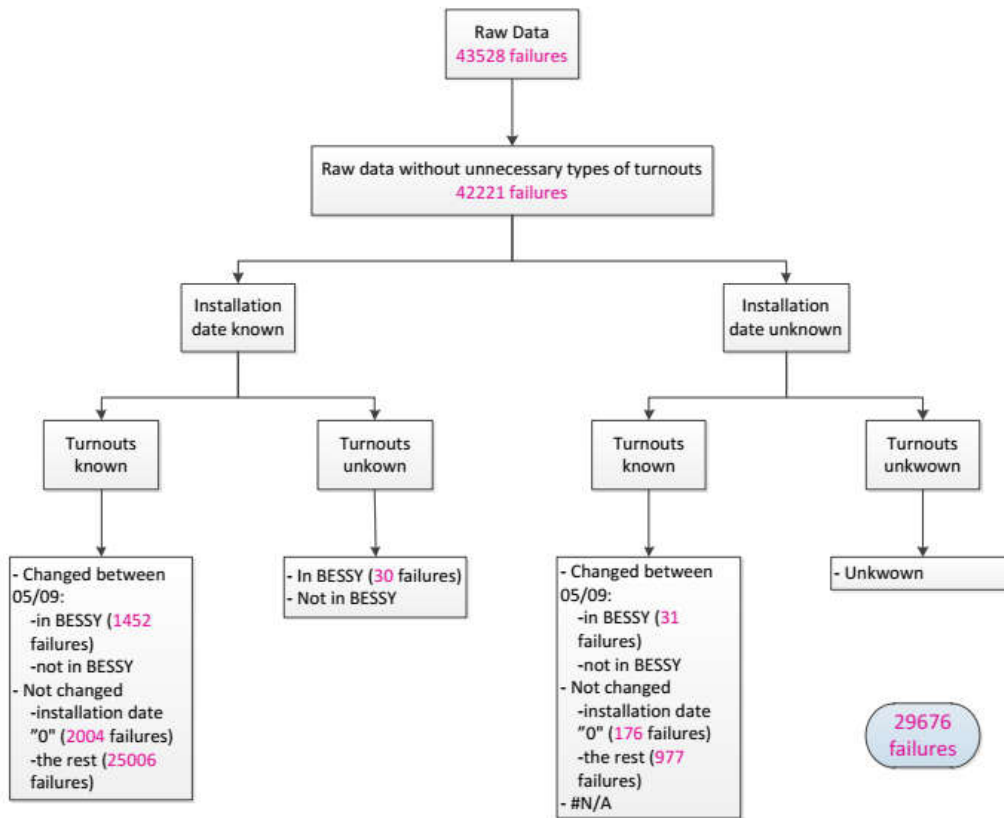 Raw Data
43528 failures
Raw data without unnecessary types of turnouts
42221 failures
Installation
date known
Installation
date unknown
Turnouts
known
Turnouts
unkown
Turnouts
known
Turnouts
unkwown
- Changed between
05/09:
-in BESSY (1452
failures)
-not in BESSY
- Not changed
-installation date
”0" (2004 failures)
-the rest (25006
failures)
- In BESSY (30 failures)
- Not in BESSY
- Changed between
05/09:
-in BESSY (31
failures)
-not in BESSY
- Not changed
-installation date
”0" (176 failures)
-the rest (977
failures)
- #N/A
- Unkwown
29676
failures